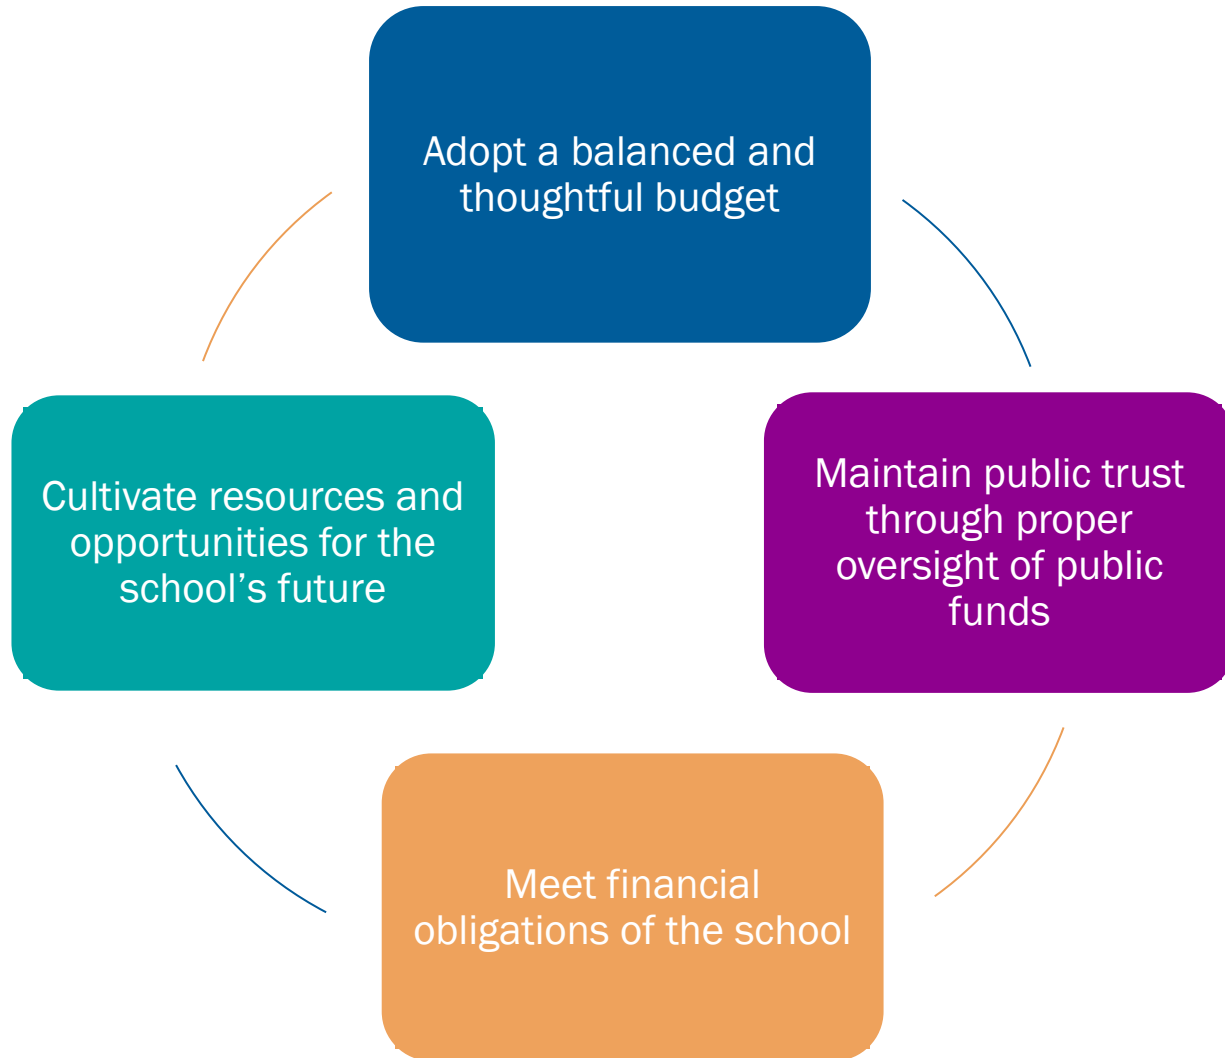 Adopt a balanced and
thoughtful budget
Maintain public trust
through proper
oversight of public
funds
Meet financial
obligations of the school
Cultivate resources and
opportunities for the
school’s future